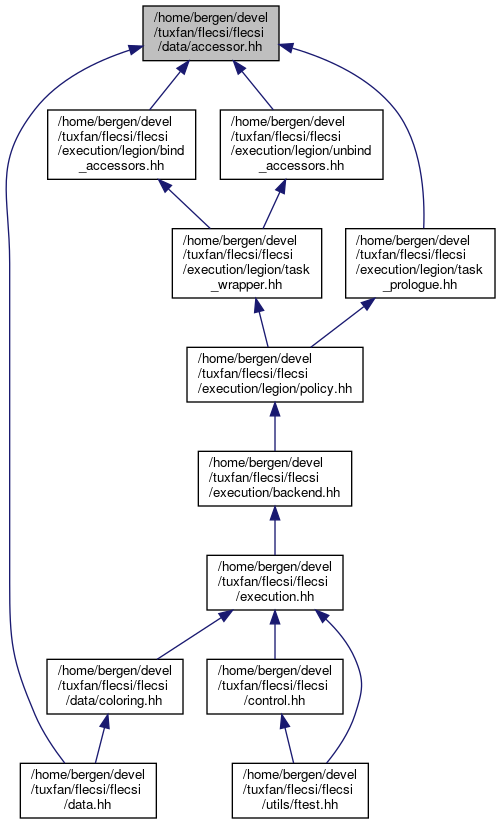 /home/bergen/devel
/tuxfan/flecsi/flecsi
/data/accessor.hh
/home/bergen/devel
/tuxfan/flecsi/flecsi
/execution/legion/bind
_accessors.hh
/home/bergen/devel
/tuxfan/flecsi/flecsi
/execution/legion/unbind
_accessors.hh
/home/bergen/devel
/tuxfan/flecsi/flecsi
/execution/legion/task
_wrapper.hh
/home/bergen/devel
/tuxfan/flecsi/flecsi
/execution/legion/task
_prologue.hh
/home/bergen/devel
/tuxfan/flecsi/flecsi
/execution/legion/policy.hh
/home/bergen/devel
/tuxfan/flecsi/flecsi
/execution/backend.hh
/home/bergen/devel
/tuxfan/flecsi/flecsi
/execution.hh
/home/bergen/devel
/tuxfan/flecsi/flecsi
/data/coloring.hh
/home/bergen/devel
/tuxfan/flecsi/flecsi
/control.hh
/home/bergen/devel
/tuxfan/flecsi/flecsi
/data.hh
/home/bergen/devel
/tuxfan/flecsi/flecsi
/utils/ftest.hh